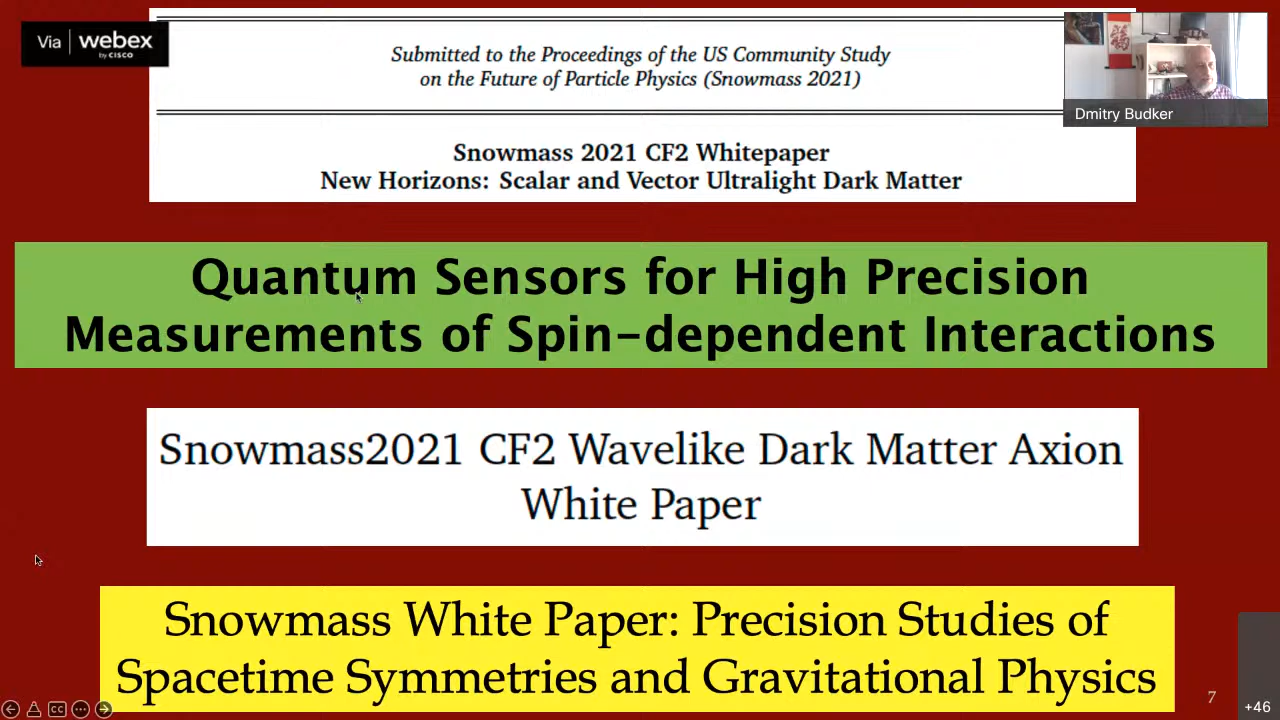 Via webex
by CISCO
Submitted to the Proceedings of the US Community Study
on the Future of Particle Physics (Snowmass 2021)
Dmitry Budker
Snowmass 2021 CF2 Whitepaper
New Horizons: Scalar and Vector Ultralight Dark Matter
Quantum Sensors for High Precision
Measurements of Spin-dependent Interactions
Snowmass2021 CF2 Wavelike Dark Matter Axion
White Paper
Snowmass White Paper: Precision Studies of
Spacetime Symmetries and Gravitational Physics
7
+46
CC